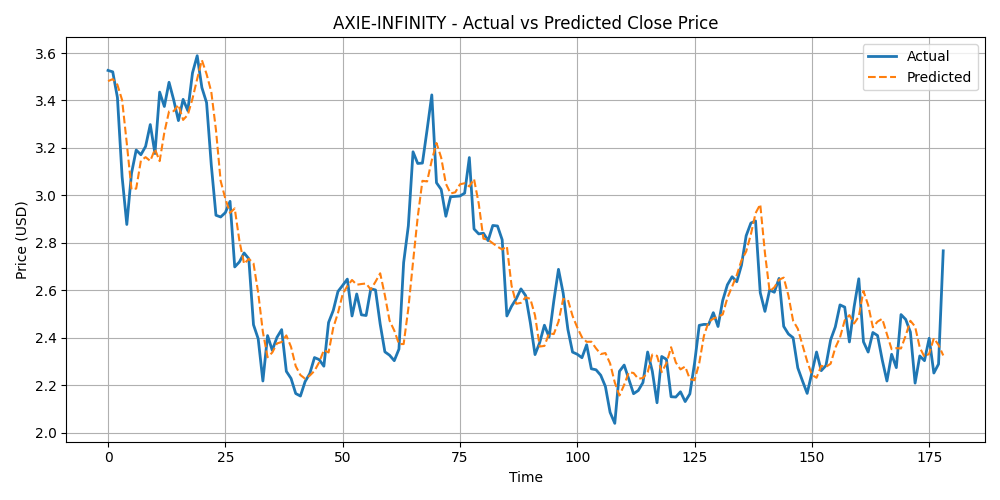 AXIE-INFINITY - Actual vs Predicted Close Price
Actual
Predicted
Price (USD)
3.6
3.4
3.2
3.0
2.8
2.6
2.4
2.2
2.0
0 25 50 75 100 125 150 175
Time